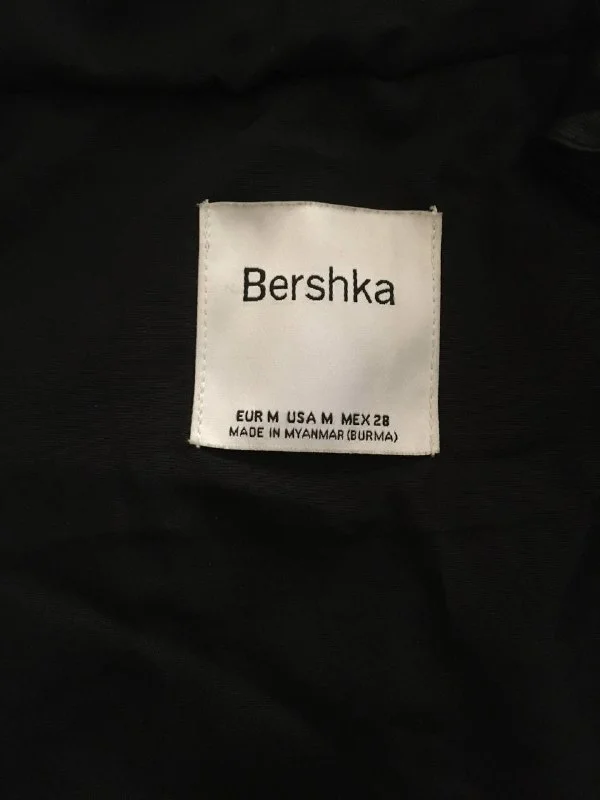 Bershka
EUR M USA M MEX 28
MADE IN MYANMAR (BURMA)